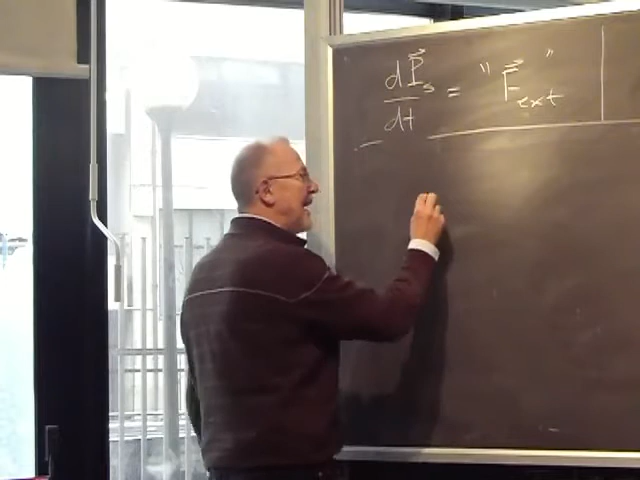 dP⃗ₛ/dt = "F⃗ext"